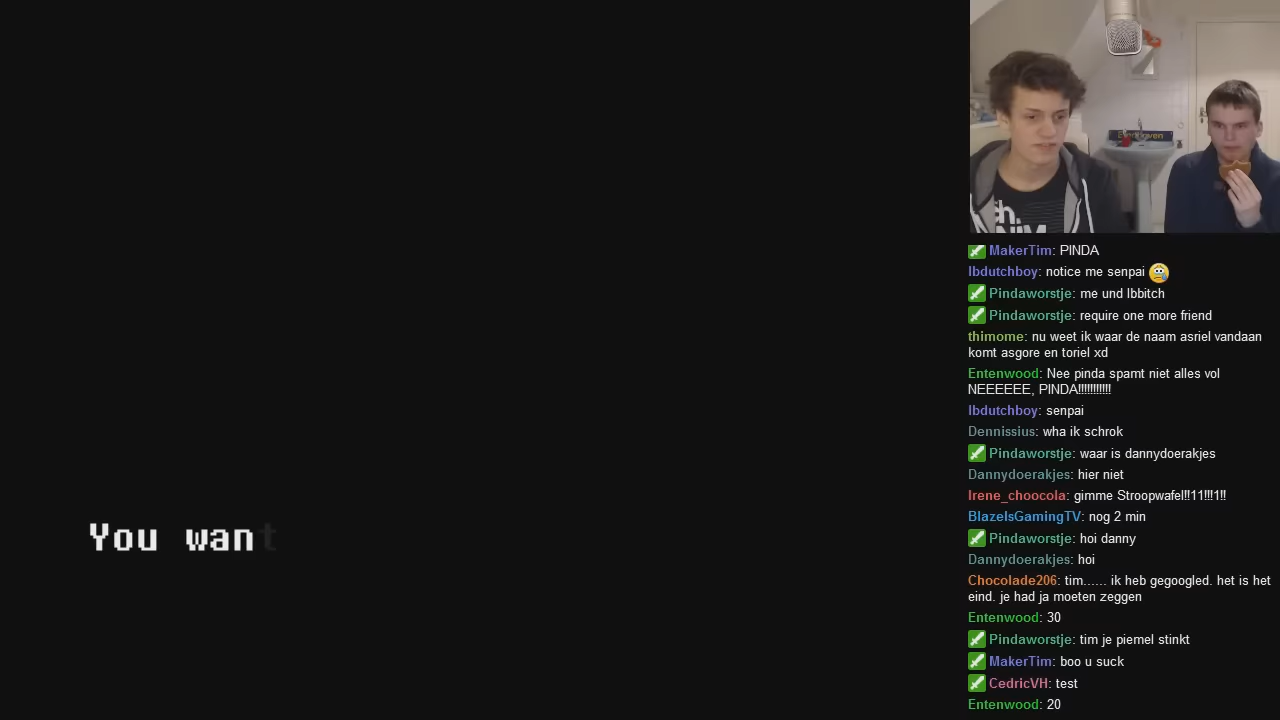 You want
MakerTim: PINDA
lbdutchboy: notice me senpai
Pindaworstje: me und lbbitch
Pindaworstje: require one more friend
thimome: nu weet ik waar de naam asriel vandaan
komt asgore en toriel xd
Entenwood: Nee pinda spamt niet alles vol
NEEEEEE, PINDA!!!!!!!!!!!
lbdutchboy: senpai
Dennissius: wha ik schrok
Pindaworstje: waar is dannydoerakjes
Dannydoerakjes: hier niet
Irene_choocola: gimme Stroopwafel!!11!!!1!!
BlazeIsGamingTV: nog 2 min
Pindaworstje: hoi danny
Dannydoerakjes: hoi
Chocolade206: tim...... ik heb gegoogled. het is het
eind. je had ja moeten zeggen
Entenwood: 30
Pindaworstje: tim je piemel stinkt
MakerTim: boo u suck
CedricVH: test
Entenwood: 20